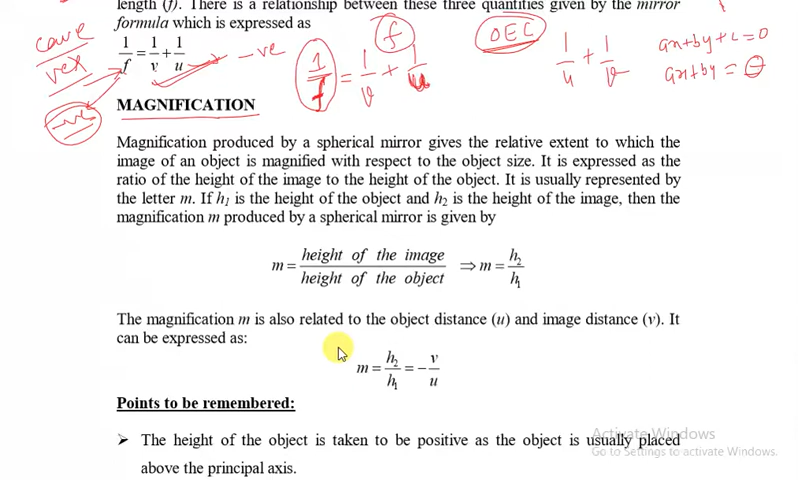 length (f). There is a relationship between these three quantities given by the mirror
formula which is expressed as
1/f = 1/v + 1/u
-ve
f
OEC
1/f = 1/v + 1/u
1/u + 1/v
ax+by+c=0
ax+by =
cave
vex
-ve
MAGNIFICATION
Magnification produced by a spherical mirror gives the relative extent to which the
image of an object is magnified with respect to the object size. It is expressed as the
ratio of the height of the image to the height of the object. It is usually represented by
the letter m. If h₁ is the height of the object and h₂ is the height of the image, then the
magnification m produced by a spherical mirror is given by
m = height of the image / height of the object ⇒ m = h₂/h₁
The magnification m is also related to the object distance (u) and image distance (v). It
can be expressed as:
m = h₂/h₁ = -v/u
Points to be remembered:
➢ The height of the object is taken to be positive as the object is usually placed
above the principal axis.
Activate Windows
Go to Settings to activate Windows.